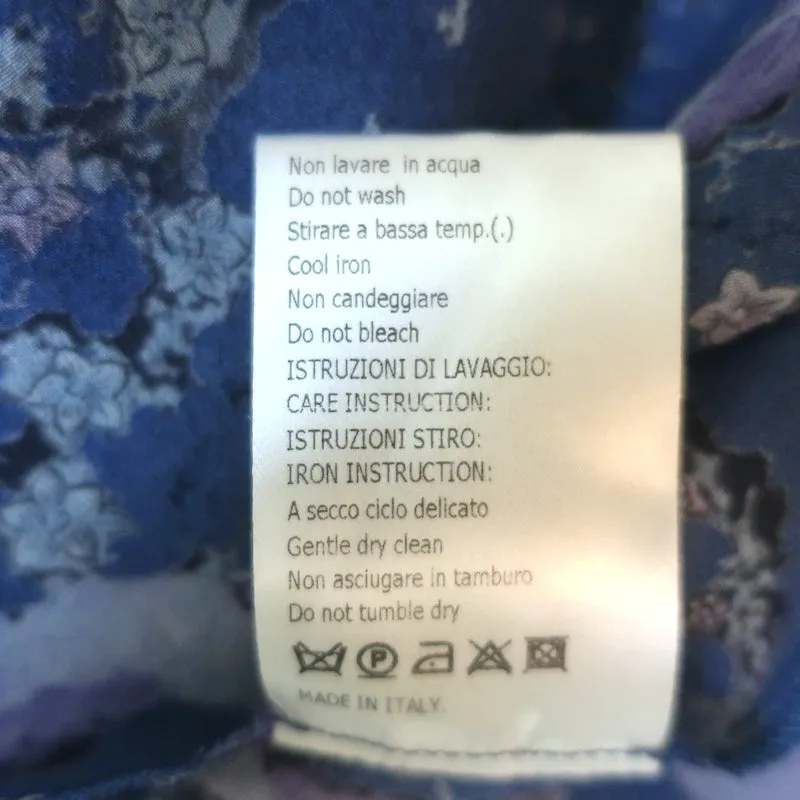 Non lavare in acqua
Do not wash
Stirare a bassa temp.(.)
Cool iron
Non candeggiare
Do not bleach
ISTRUZIONI DI LAVAGGIO:
CARE INSTRUCTION:
ISTRUZIONI STIRO:
IRON INSTRUCTION:
A secco ciclo delicato
Gentle dry clean
Non asciugare in tamburo
Do not tumble dry
P
MADE IN ITALY.